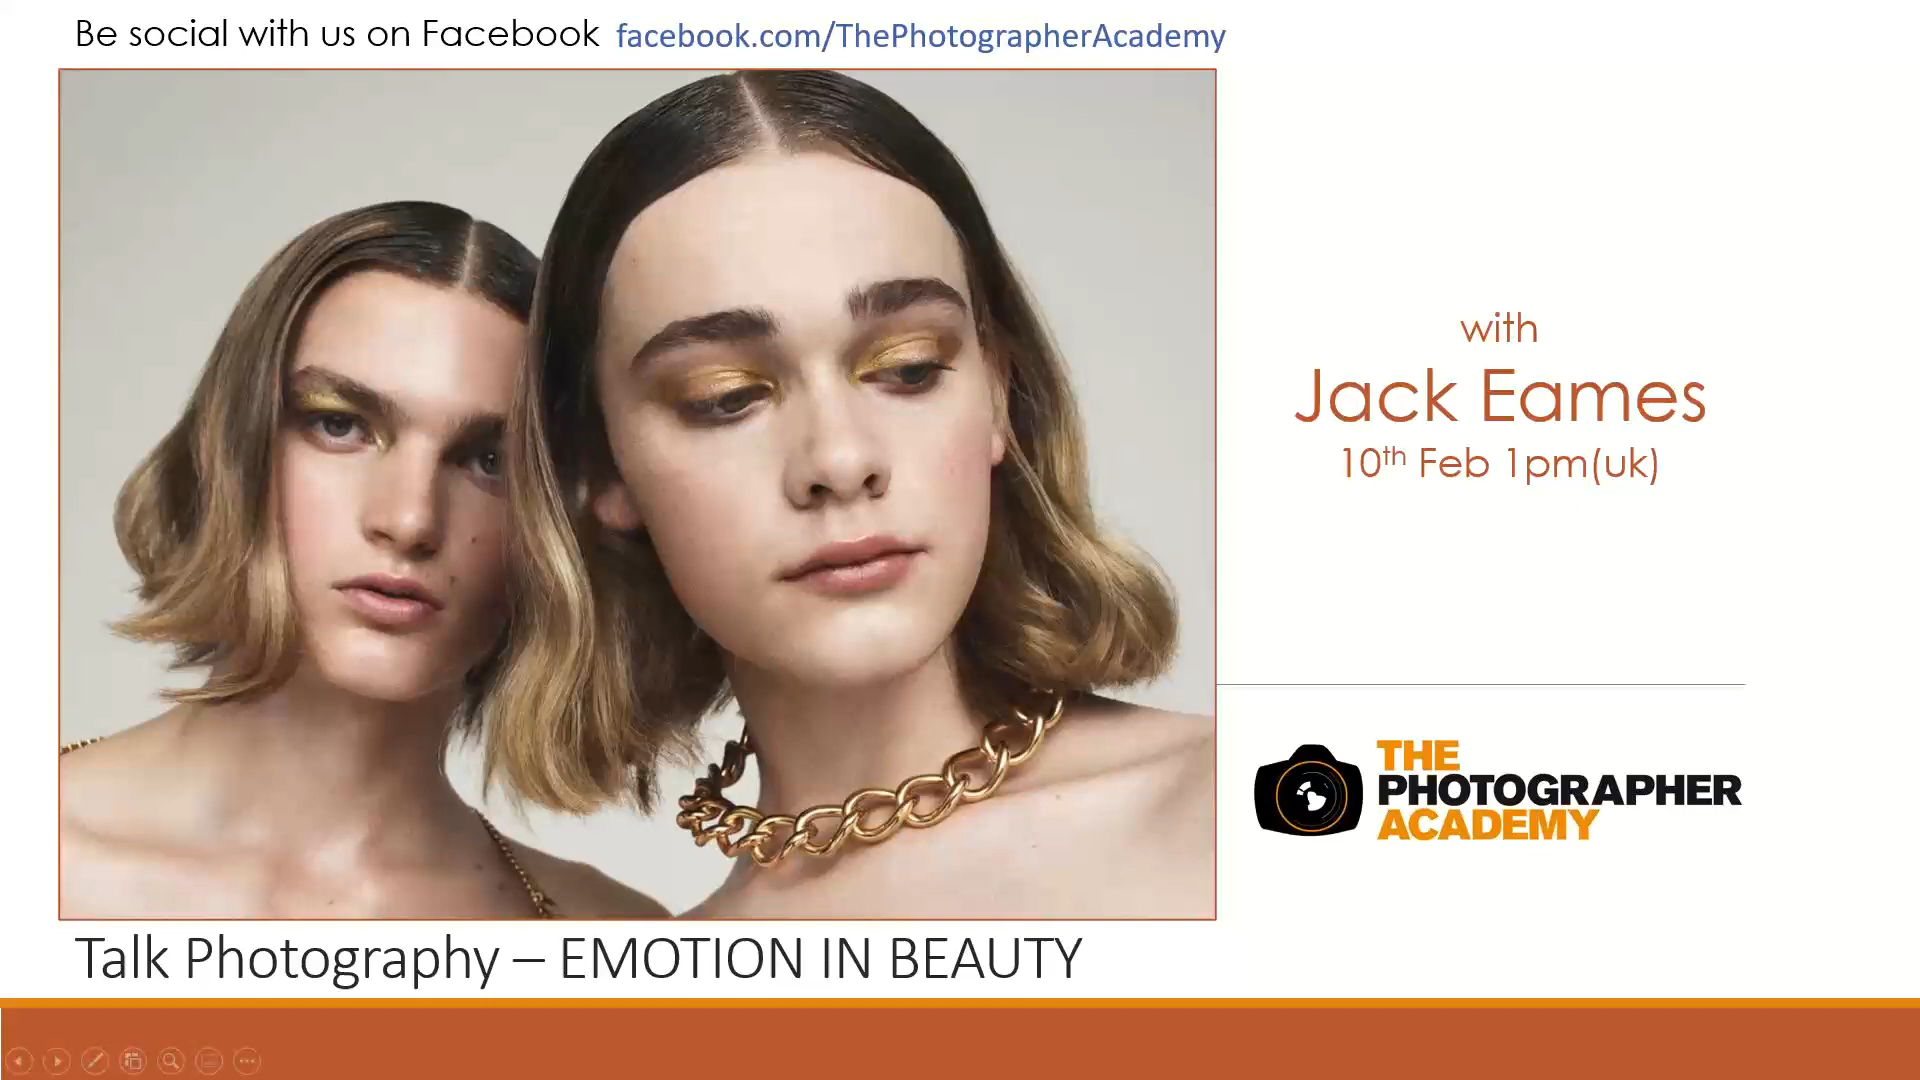 Be social with us on Facebook facebook.com/ThePhotographerAcademy
with
Jack Eames
10th Feb 1pm(uk)
THE
PHOTOGRAPHER
ACADEMY
Talk Photography – EMOTION IN BEAUTY